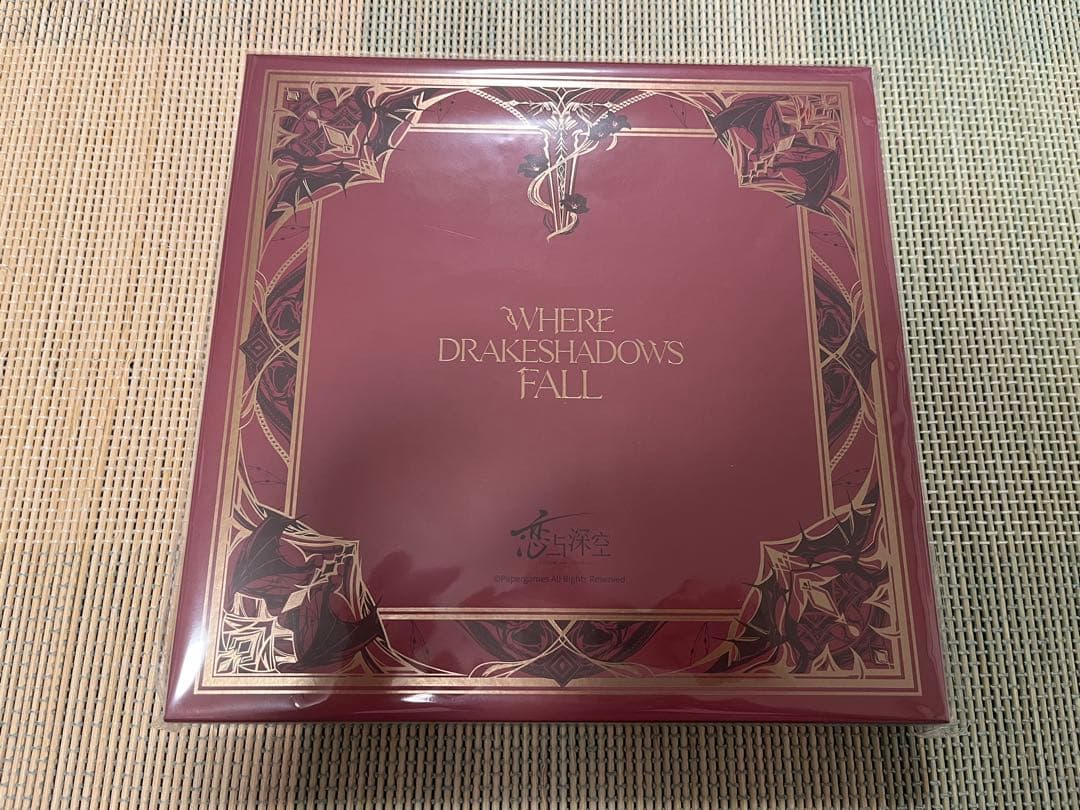 WHERE
DRAKESHADOWS
FALL
恋与深空
©Papergames All Rights Reserved